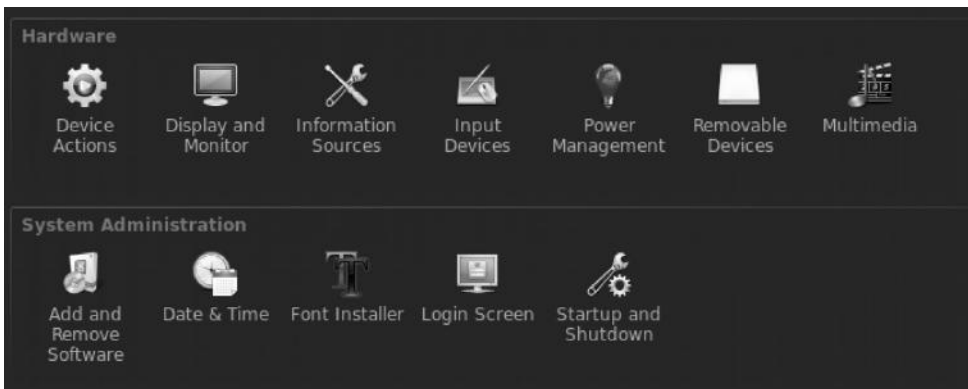 Hardware
Device
Actions
Display and
Monitor
Information
Sources
Input
Devices
Power
Management
Removable
Devices
Multimedia
System Administration
Add and
Remove
Software
Date & Time
Font Installer
Login Screen
Startup and
Shutdown